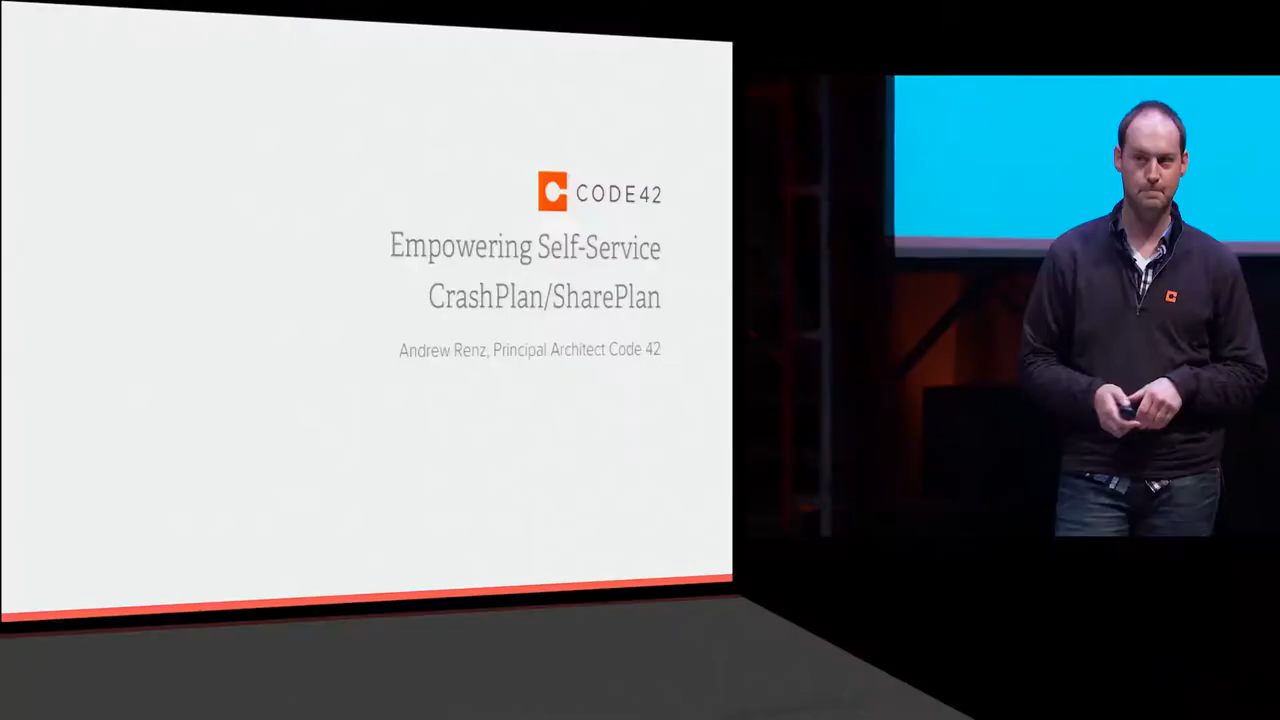 CODE42
Empowering Self-Service
CrashPlan/SharePlan
Andrew Renz, Principal Architect Code 42